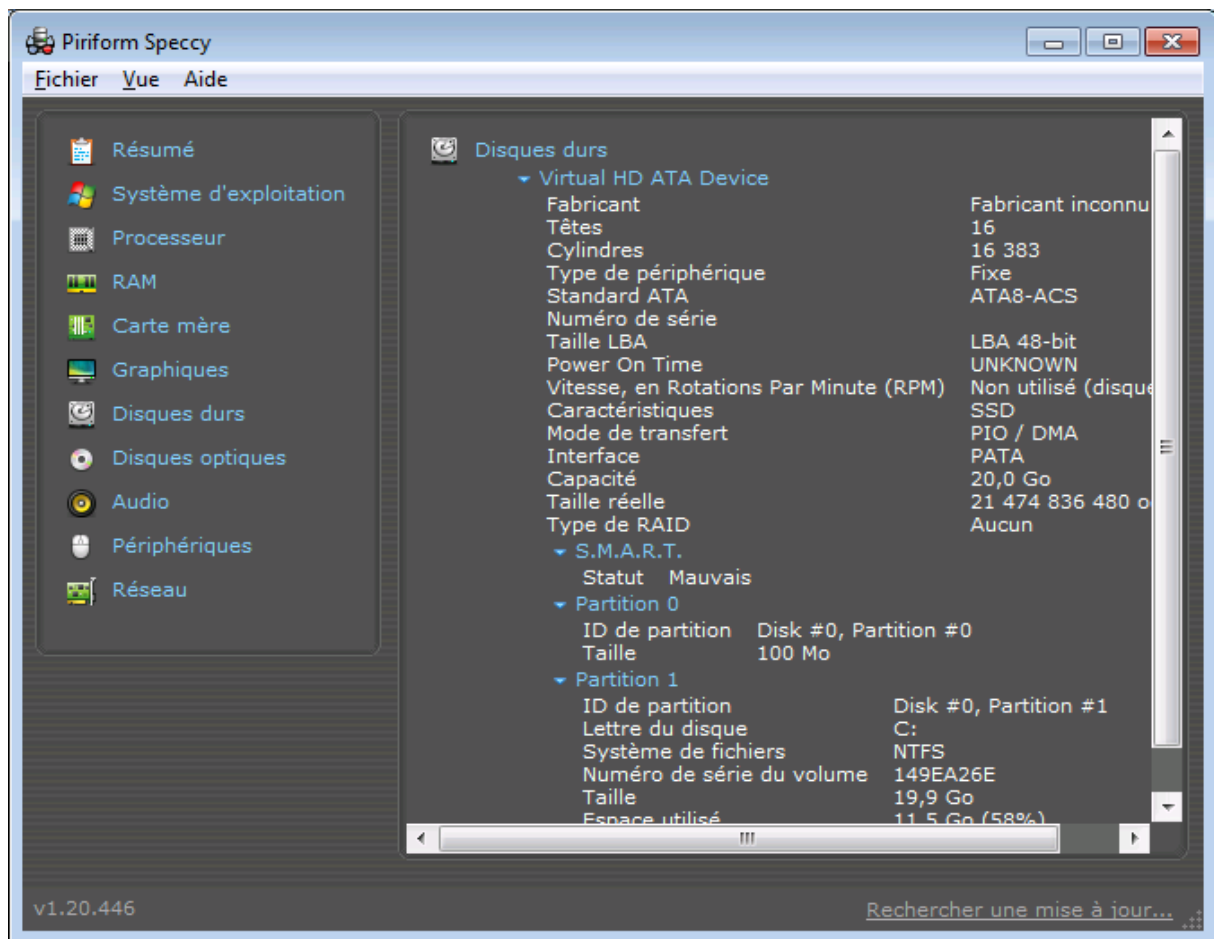 Piriform Speccy
Fichier Vue Aide
Résumé
Système d'exploitation
Processeur
RAM
Carte mère
Graphiques
Disques durs
Disques optiques
Audio
Périphériques
Réseau
Disques durs
Virtual HD ATA Device
Fabricant Fabricant inconnu
Têtes 16
Cylindres 16 383
Type de périphérique Fixe
Standard ATA ATA8-ACS
Numéro de série
Taille LBA LBA 48-bit
Power On Time UNKNOWN
Vitesse, en Rotations Par Minute (RPM) Non utilisé (disque
Caractéristiques SSD
Mode de transfert PIO / DMA
Interface PATA
Capacité 20,0 Go
Taille réelle 21 474 836 480 o
Type de RAID Aucun
S.M.A.R.T.
Statut Mauvais
Partition 0
ID de partition Disk #0, Partition #0
Taille 100 Mo
Partition 1
ID de partition Disk #0, Partition #1
Lettre du disque C:
Système de fichiers NTFS
Numéro de série du volume 149EA26E
Taille 19,9 Go
Espace utilisé 11,5 Go (58%)
v1.20.446
Rechercher une mise à jour...